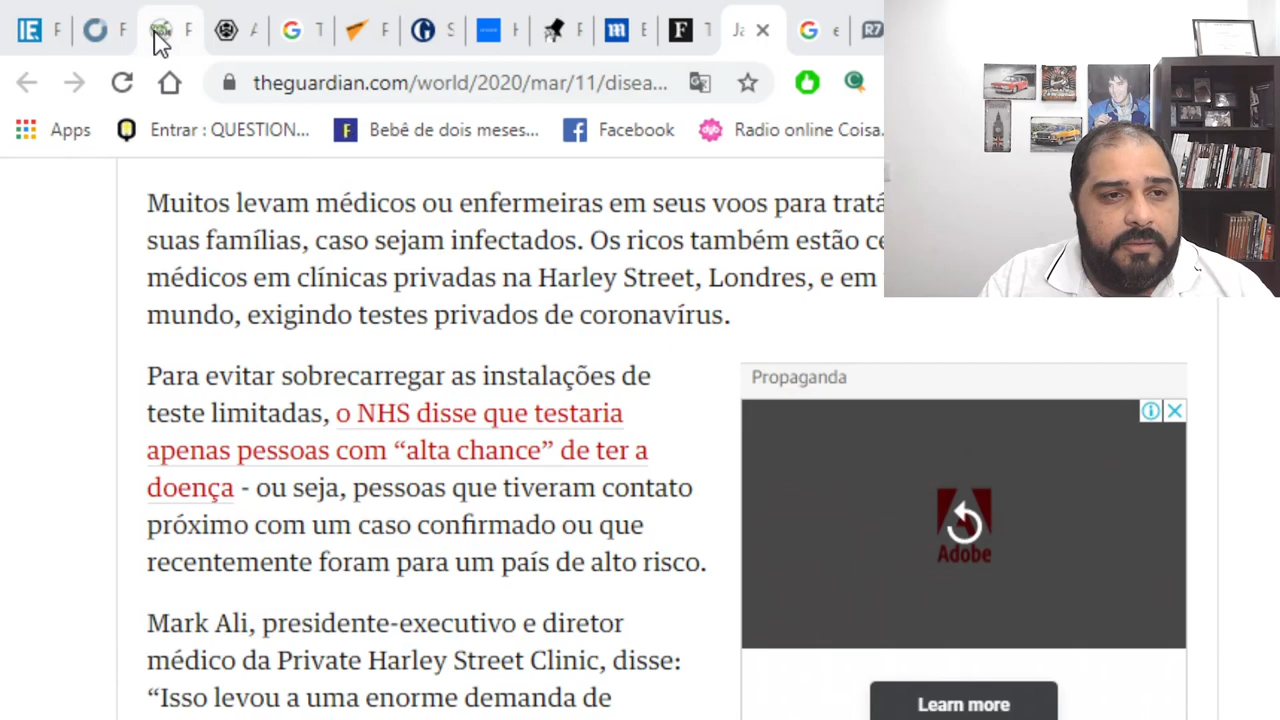 F
F
F
A
T
F
S
H
F
E
T
Ja
e
R7
theguardian.com/world/2020/mar/11/disea...
Apps
Entrar : QUESTION...
Bebê de dois meses...
Facebook
Radio online Coisa.
Muitos levam médicos ou enfermeiras em seus voos para tratá
suas famílias, caso sejam infectados. Os ricos também estão ce
médicos em clínicas privadas na Harley Street, Londres, e em
mundo, exigindo testes privados de coronavírus.
Para evitar sobrecarregar as instalações de
teste limitadas, o NHS disse que testaria
apenas pessoas com “alta chance” de ter a
doença - ou seja, pessoas que tiveram contato
próximo com um caso confirmado ou que
recentemente foram para um país de alto risco.
Mark Ali, presidente-executivo e diretor
médico da Private Harley Street Clinic, disse:
“Isso levou a uma enorme demanda de
Propaganda
Adobe
Learn more